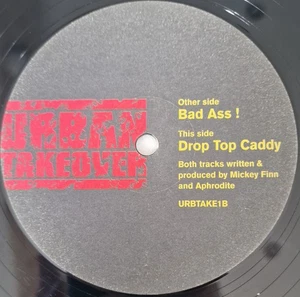 URBAN
TAKEOVER
Other side
Bad Ass !
This side
Drop Top Caddy
Both tracks written &
produced by Mickey Finn
and Aphrodite
URBTAKE1B